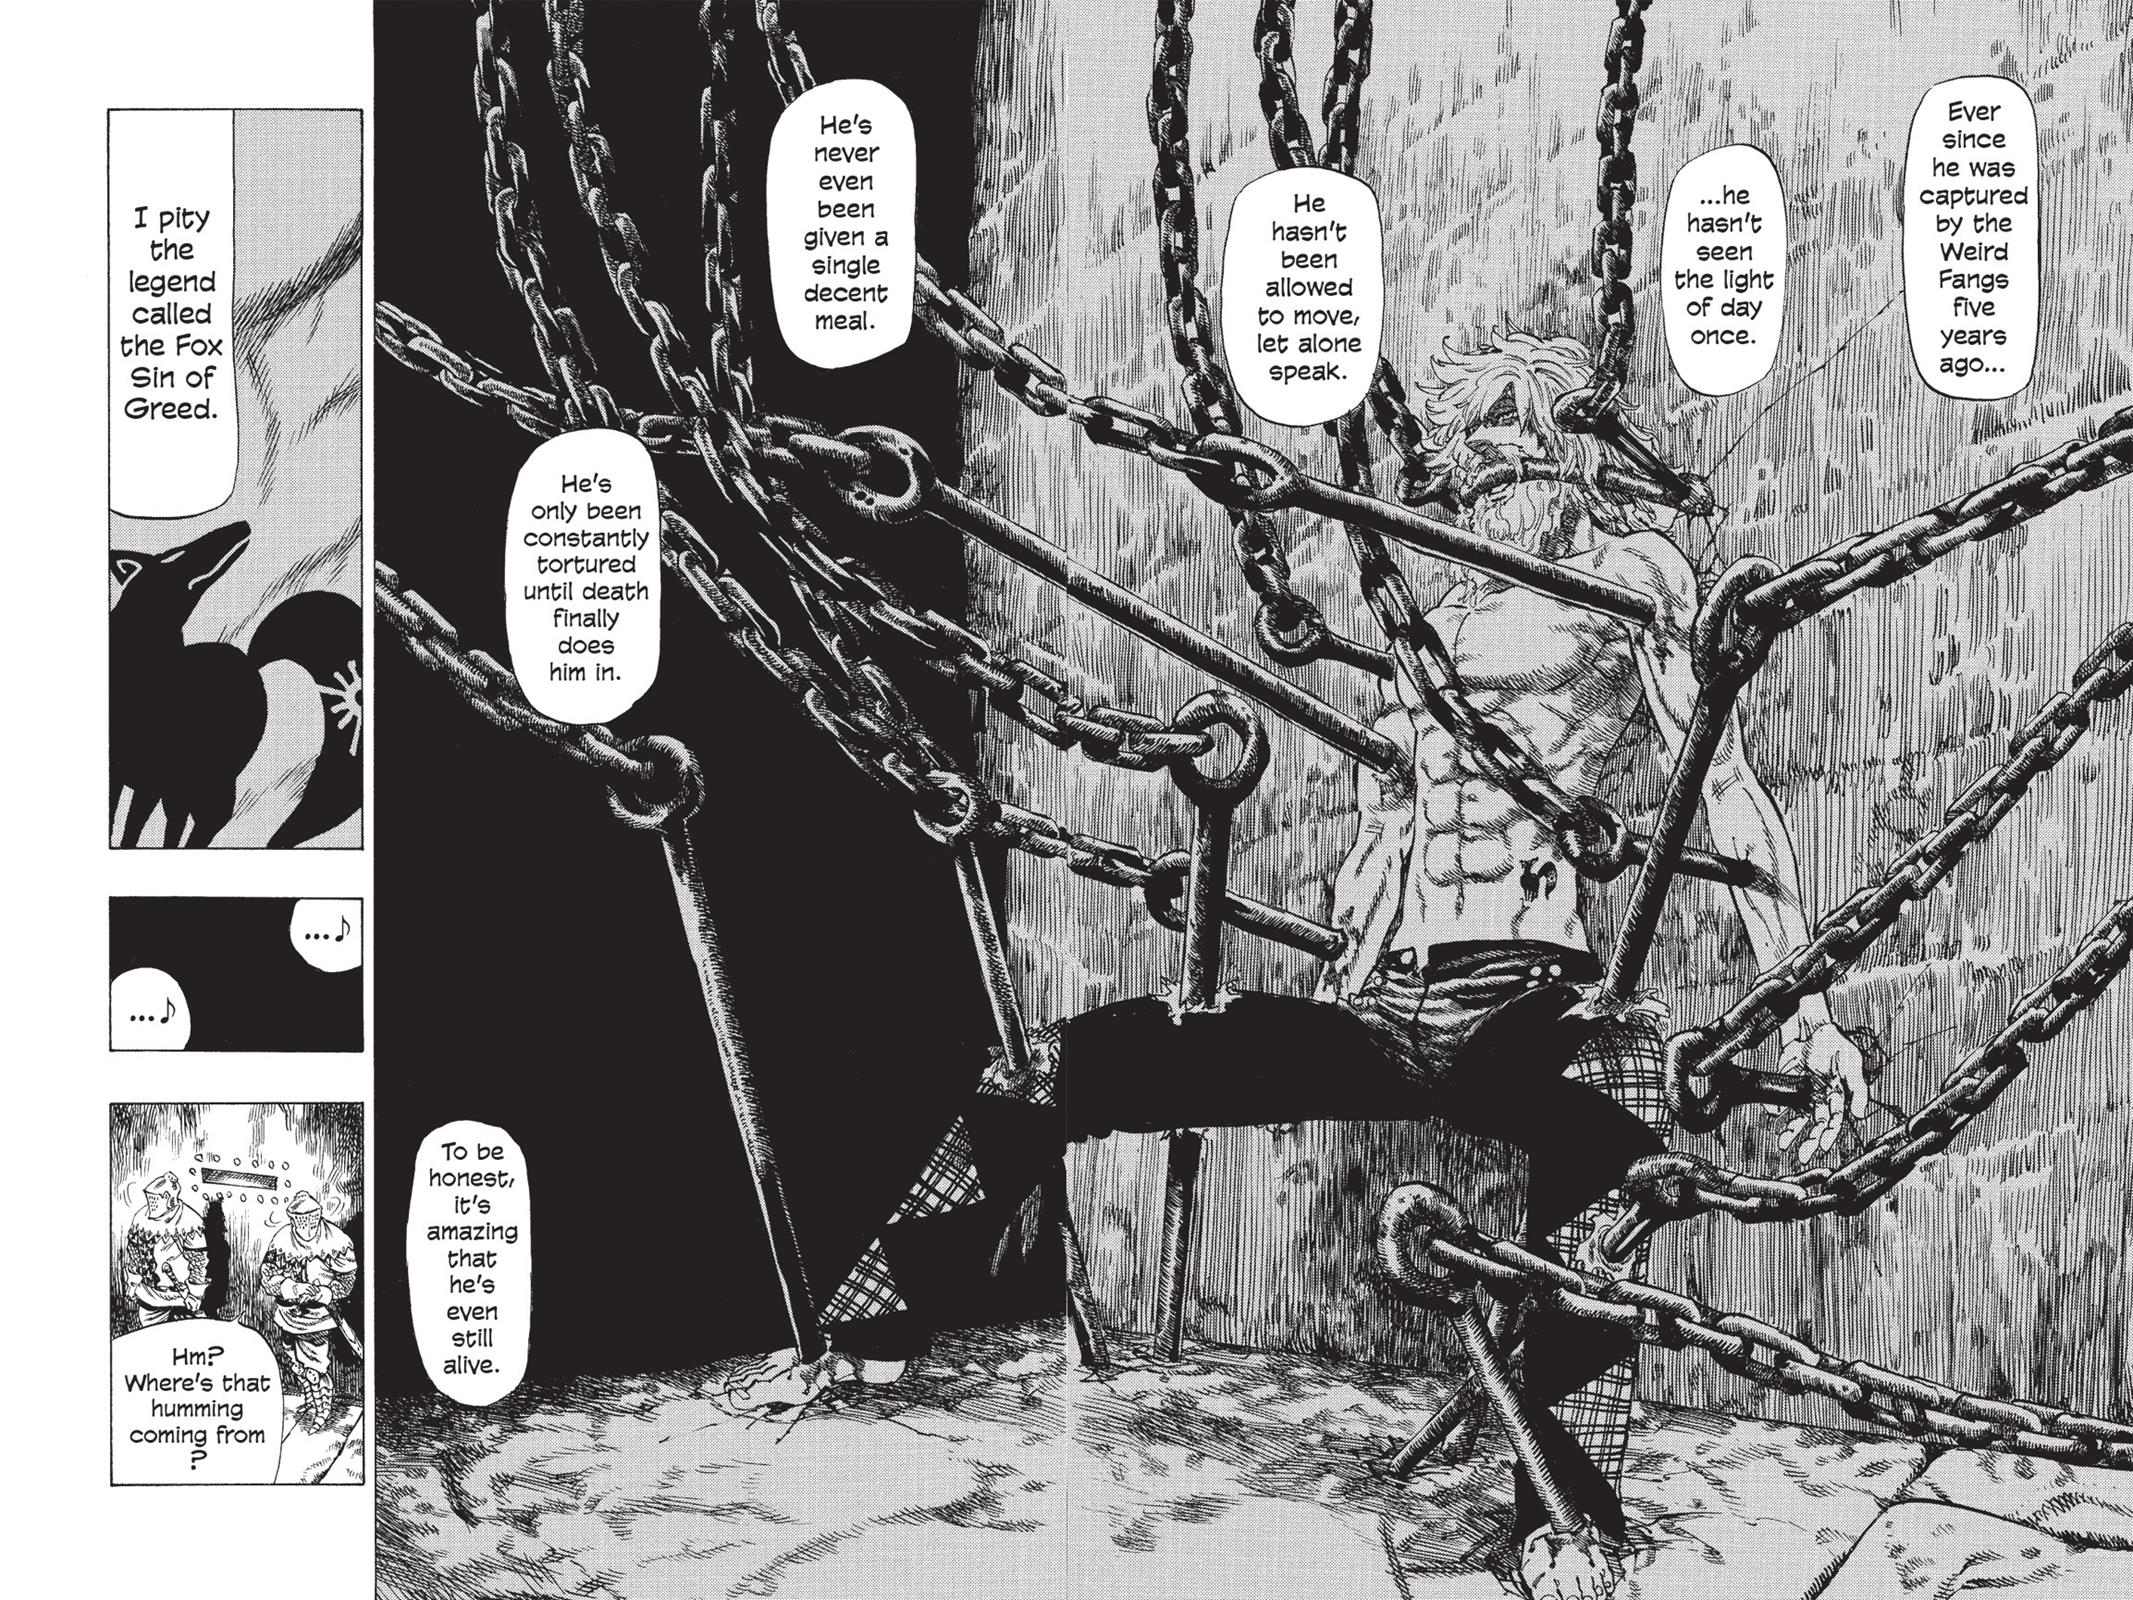 Ever
since
he was
captured
by the
Weird
Fangs
five
years
ago...
...he
hasn't
seen
the light
of day
once.
He
hasn't
been
allowed
to move,
let alone
speak.
He's
never
even
been
given a
single
decent
meal.
He's
only been
constantly
tortured
until death
finally
does
him in.
To be
honest,
it's
amazing
that
he's
even
still
alive.
I pity
the
legend
called
the Fox
Sin of
Greed.
...♪
...♪
Hm?
Where's that
humming
coming from
?